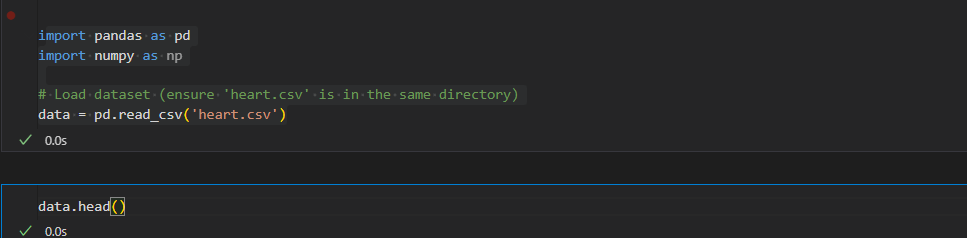 import pandas as pd
import numpy as np
# Load dataset (ensure 'heart.csv' is in the same directory)
data = pd.read_csv('heart.csv')
0.0s
data.head()
0.0s